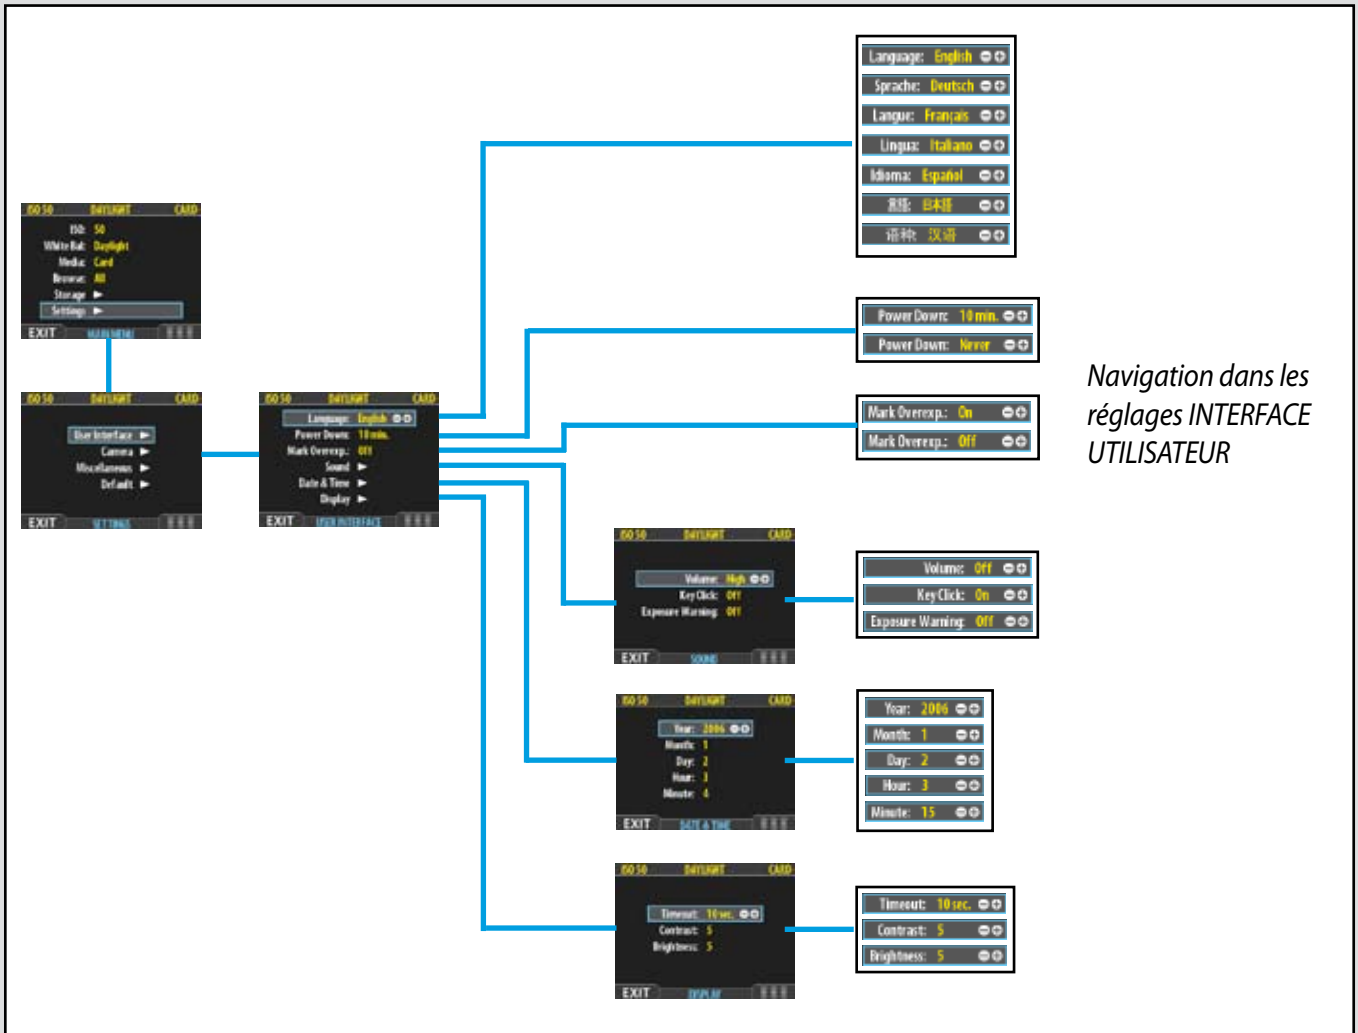 ISO 50 DAYLIGHT CARD
ISO: 50
White Bal: Daylight
Media: Card
Browse: All
Storage
Settings
EXIT MAIN MENU
ISO 50 DAYLIGHT CARD
User Interface
Camera
Miscellaneous
Default
EXIT SETTINGS
ISO 50 DAYLIGHT CARD
Language: English
Power Down: 10 min.
Mark Overexp.: Off
Sound
Date & Time
Display
EXIT USER INTERFACE
Language: English
Sprache: Deutsch
Langue: Français
Lingua: Italiano
Idioma: Español
言語: 日本語
语种: 汉语
Power Down: 10 min.
Power Down: Never
Mark Overexp.: On
Mark Overexp.: Off
Navigation dans les
réglages INTERFACE
UTILISATEUR
ISO 50 DAYLIGHT CARD
Volume: High
Key Click: Off
Exposure Warning: Off
EXIT SOUND
Volume: Off
Key Click: On
Exposure Warning: Off
ISO 50 DAYLIGHT CARD
Year: 2006
Month: 1
Day: 2
Hour: 3
Minute: 4
EXIT DATE & TIME
Year: 2006
Month: 1
Day: 2
Hour: 3
Minute: 15
ISO 50 DAYLIGHT CARD
Timeout: 10 sec.
Contrast: 5
Brightness: 5
EXIT DISPLAY
Timeout: 10 sec.
Contrast: 5
Brightness: 5